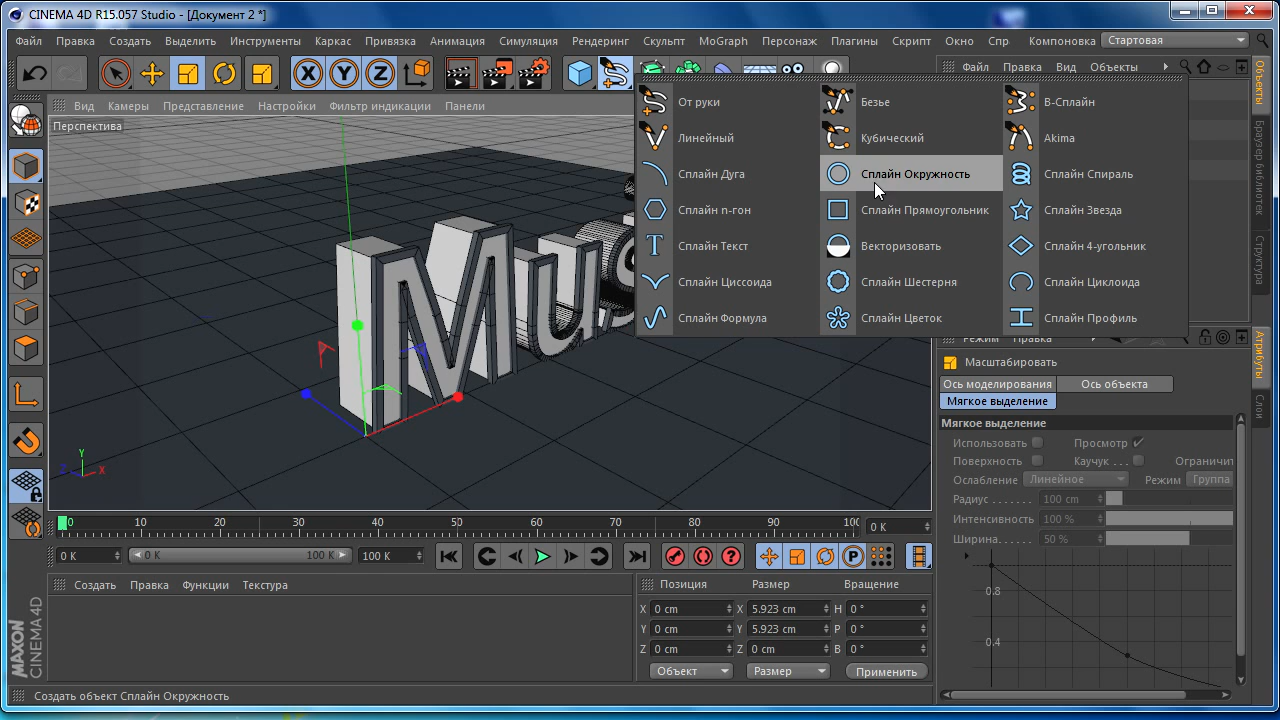 CINEMA 4D R15.057 Studio - [Документ 2 *]
Файл Правка Создать Выделить Инструменты Каркас Привязка Анимация Симуляция Рендеринг Скульпт MoGraph Персонаж Плагины Скрипт Окно Спр Компоновка Стартовая
X Y Z
Файл Правка Вид Объекты
Вид Камеры Представление Настройки Фильтр индикации Панели
Перспектива
От руки Безье B-Сплайн
Линейный Кубический Akima
Сплайн Дуга Сплайн Окружность Сплайн Спираль
Сплайн n-гон Сплайн Прямоугольник Сплайн Звезда
Сплайн Текст Векторизовать Сплайн 4-угольник
Сплайн Циссоида Сплайн Шестерня Сплайн Циклоида
Сплайн Формула Сплайн Цветок Сплайн Профиль
Объекты
Браузер библиотек
Структура
Mus
Y
Z X
Режим Правка
Масштабировать
Ось моделирования Ось объекта
Мягкое выделение
Мягкое выделение
Использовать Просмотр
Поверхность Каучук . . . Ограничит
Ослабление Линейное Режим Группа
Радиус . . . . . . . 100 cm
Интенсивность 100 %
Ширина. . . . . . 50 %
0.8
0.4
Атрибуты
Слои
0 10 20 30 40 50 60 70 80 90 100 0 K
0 K 0 K 100 K 100 K
Создать Правка Функции Текстура
Позиция Размер Вращение
X 0 cm X 5.923 cm H 0 °
Y 0 cm Y 5.923 cm P 0 °
Z 0 cm Z 0 cm B 0 °
Объект Размер Применить
MAXON
CINEMA 4D
Создать объект Сплайн Окружность